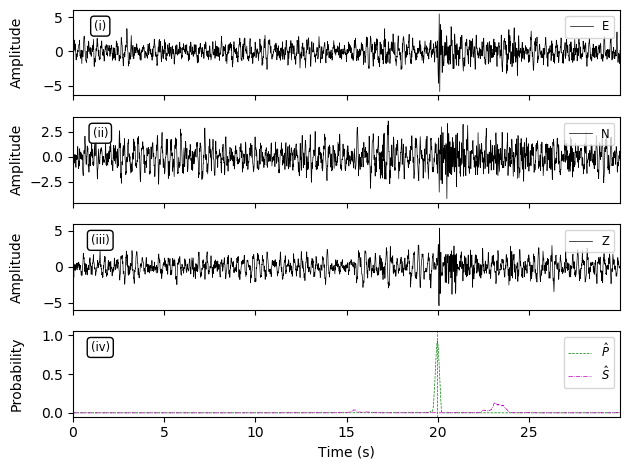 (i)
E
5
0
−5
Amplitude
(ii)
N
2.5
0.0
−2.5
Amplitude
(iii)
Z
5
0
−5
Amplitude
(iv)
P̂
Ŝ
1.0
0.5
0.0
Probability
0 5 10 15 20 25
Time (s)